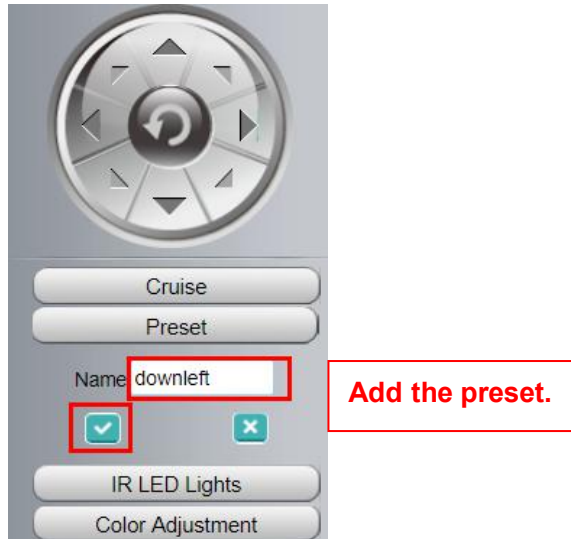 Cruise
Preset
Name downleft
Add the preset.
IR LED Lights
Color Adjustment